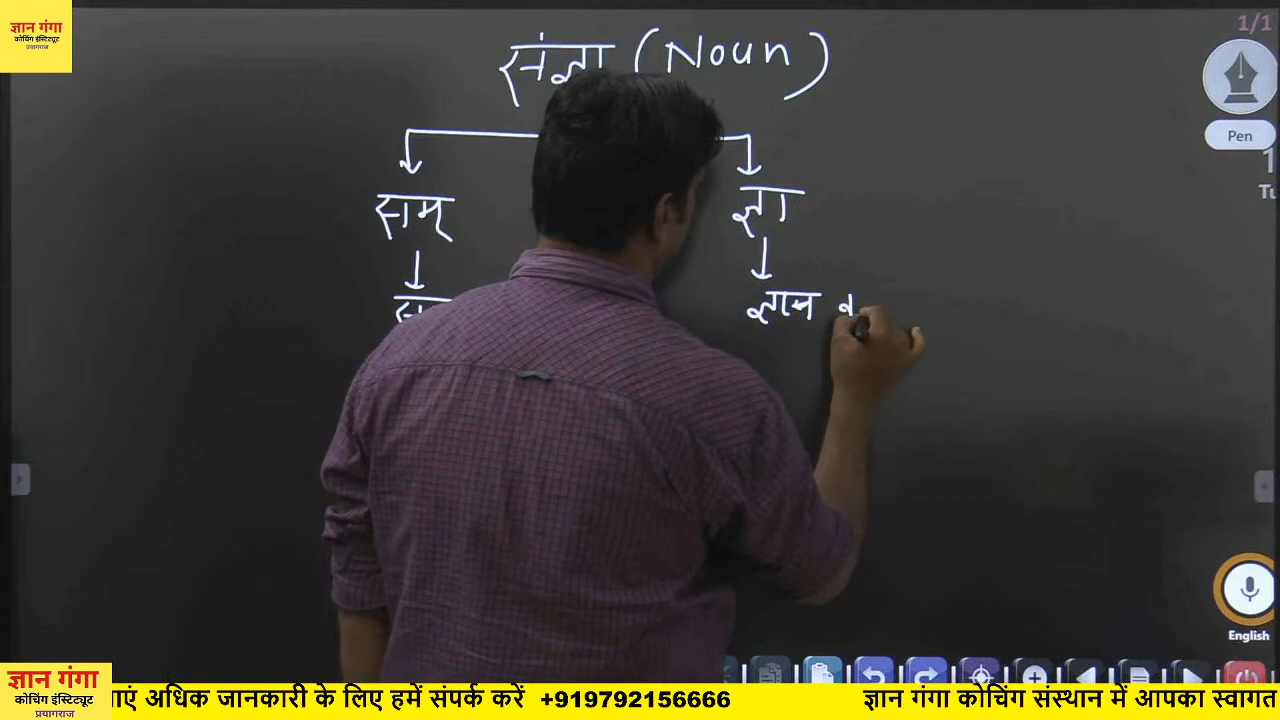 ज्ञान गंगा
कोचिंग इंस्टिट्यूट
प्रयागराज
1/1
संज्ञा (Noun)
Pen
सम् ज्ञा
ज्ञान
English
ज्ञान गंगा
कोचिंग इंस्टिट्यूट
प्रयागराज
अधिक जानकारी के लिए हमें संपर्क करें +919792156666 ज्ञान गंगा कोचिंग संस्थान में आपका स्वागत